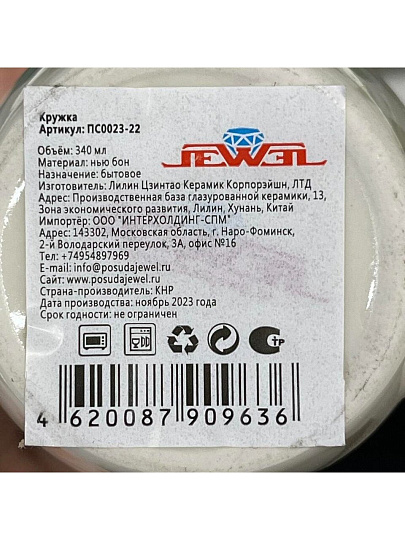 Кружка
Артикул: ПС0023-22
JEWEL
Объём: 340 мл
Материал: нью бон
Назначение: бытовое
Изготовитель: Лилин Цзинтао Керамик Корпорэйшн, ЛТД
Адрес: Производственная база глазурованной керамики, 13,
Зона экономического развития, Лилин, Хунань, Китай
Импортёр: ООО "ИНТЕРХОЛДИНГ-СПМ"
Адрес: 143302, Московская область, г. Наро-Фоминск,
2-й Володарский переулок, 3А, офис №16
Тел: +74954897969
E-mail: info@posudajewel.ru
Сайт: www.posudajewel.ru
Страна-производитель: КНР
Дата производства: ноябрь 2023 года
Срок годности: не ограничен
4 620087 909636